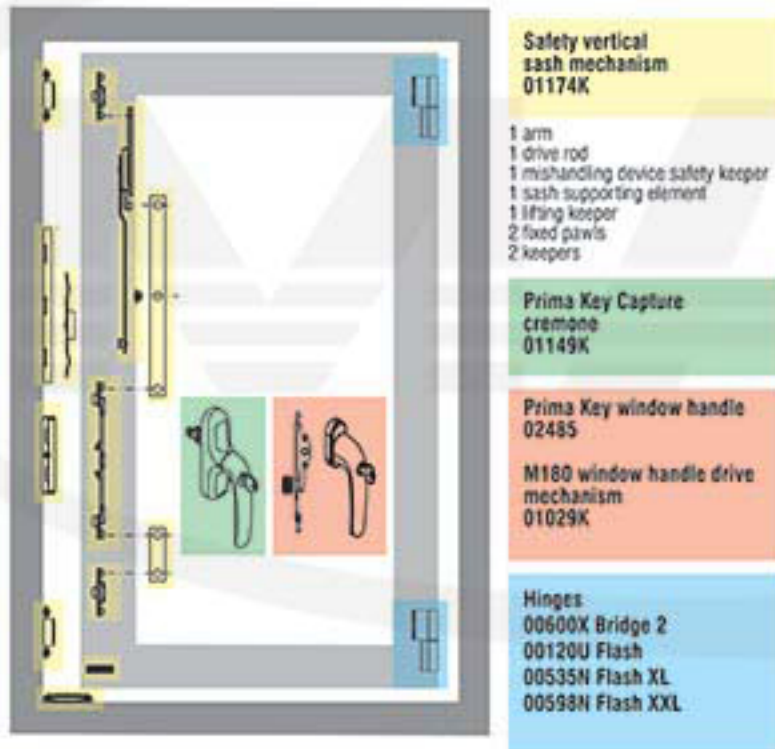 Safety vertical
sash mechanism
01174K
1 arm
1 drive rod
1 mishandling device safety keeper
1 sash supporting element
1 lifting keeper
2 fixed pawls
2 keepers
Prima Key Capture
cremone
01149K
Prima Key window handle
02485
M180 window handle drive
mechanism
01029K
Hinges
00600X Bridge 2
00120U Flash
00535N Flash XL
00598N Flash XXL